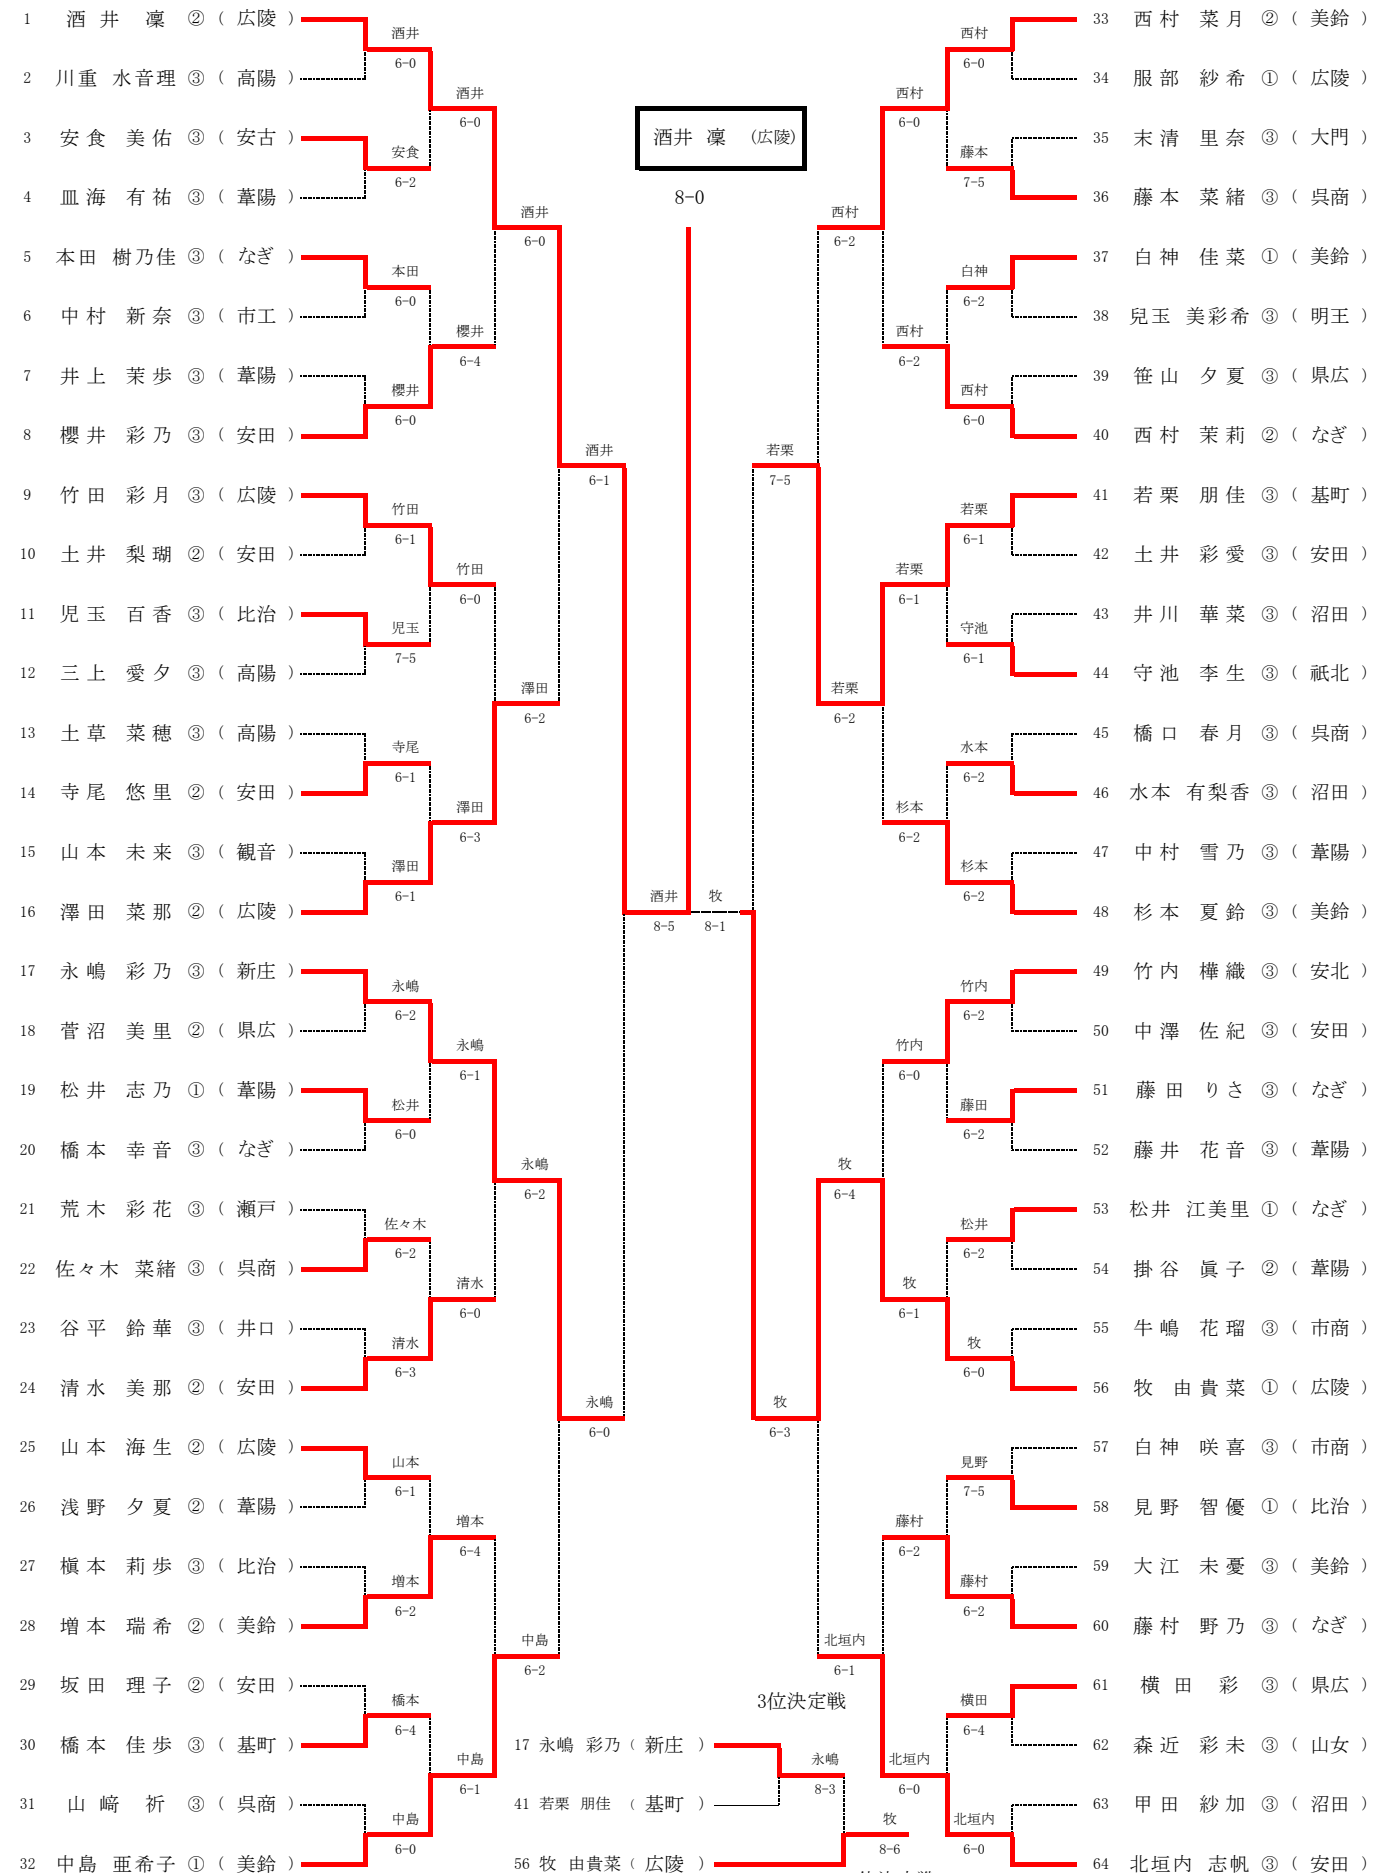 1 酒井 凜 ② ( 広陵 )
2 川重 水音理 ③ ( 高陽 )
3 安食 美佑 ③ ( 安古 )
4 皿海 有祐 ③ ( 葦陽 )
5 本田 樹乃佳 ③ ( なぎ )
6 中村 新奈 ③ ( 市工 )
7 井上 茉歩 ③ ( 葦陽 )
8 櫻井 彩乃 ③ ( 安田 )
9 竹田 彩月 ③ ( 広陵 )
10 土井 梨瑚 ② ( 安田 )
11 児玉 百香 ③ ( 比治 )
12 三上 愛夕 ③ ( 高陽 )
13 土草 菜穂 ③ ( 高陽 )
14 寺尾 悠里 ② ( 安田 )
15 山本 未来 ③ ( 観音 )
16 澤田 菜那 ② ( 広陵 )
17 永嶋 彩乃 ③ ( 新庄 )
18 菅沼 美里 ② ( 県広 )
19 松井 志乃 ① ( 葦陽 )
20 橋本 幸音 ③ ( なぎ )
21 荒木 彩花 ③ ( 瀬戸 )
22 佐々木 菜緒 ③ ( 呉商 )
23 谷平 鈴華 ③ ( 井口 )
24 清水 美那 ② ( 安田 )
25 山本 海生 ② ( 広陵 )
26 浅野 夕夏 ② ( 葦陽 )
27 槇本 莉歩 ③ ( 比治 )
28 増本 瑞希 ② ( 美鈴 )
29 坂田 理子 ② ( 安田 )
30 橋本 佳歩 ③ ( 基町 )
31 山﨑 祈 ③ ( 呉商 )
32 中島 亜希子 ① ( 美鈴 )
酒井
6-0
安食
6-2
本田
6-0
櫻井
6-0
竹田
6-1
児玉
7-5
寺尾
6-1
澤田
6-1
永嶋
6-2
松井
6-0
佐々木
6-2
清水
6-3
山本
6-1
増本
6-2
橋本
6-4
中島
6-0
酒井
6-0
櫻井
6-4
竹田
6-0
澤田
6-3
永嶋
6-1
清水
6-0
増本
6-4
中島
6-1
酒井
6-0
澤田
6-2
永嶋
6-2
中島
6-2
酒井
6-1
永嶋
6-0
酒井 凜 (広陵)
8-0
酒井
8-5
牧
8-1
若栗
7-5
牧
6-3
西村
6-2
若栗
6-2
牧
6-4
北垣内
6-1
西村
6-0
西村
6-2
若栗
6-1
杉本
6-2
竹内
6-0
牧
6-1
藤村
6-2
北垣内
6-0
西村
6-0
藤本
7-5
白神
6-2
西村
6-0
若栗
6-1
守池
6-1
水本
6-2
杉本
6-2
竹内
6-2
藤田
6-2
松井
6-2
牧
6-0
見野
7-5
藤村
6-2
横田
6-4
北垣内
6-0
33 西村 菜月 ② ( 美鈴 )
34 服部 紗希 ① ( 広陵 )
35 末清 里奈 ③ ( 大門 )
36 藤本 菜緒 ③ ( 呉商 )
37 白神 佳菜 ① ( 美鈴 )
38 兒玉 美彩希 ③ ( 明王 )
39 笹山 夕夏 ③ ( 県広 )
40 西村 茉莉 ② ( なぎ )
41 若栗 朋佳 ③ ( 基町 )
42 土井 彩愛 ③ ( 安田 )
43 井川 華菜 ③ ( 沼田 )
44 守池 李生 ③ ( 祇北 )
45 橋口 春月 ③ ( 呉商 )
46 水本 有梨香 ③ ( 沼田 )
47 中村 雪乃 ③ ( 葦陽 )
48 杉本 夏鈴 ③ ( 美鈴 )
49 竹内 樺織 ③ ( 安北 )
50 中澤 佐紀 ③ ( 安田 )
51 藤田 りさ ③ ( なぎ )
52 藤井 花音 ③ ( 葦陽 )
53 松井 江美里 ① ( なぎ )
54 掛谷 眞子 ② ( 葦陽 )
55 牛嶋 花瑠 ③ ( 市商 )
56 牧 由貴菜 ① ( 広陵 )
57 白神 咲喜 ③ ( 市商 )
58 見野 智優 ① ( 比治 )
59 大江 未憂 ③ ( 美鈴 )
60 藤村 野乃 ③ ( なぎ )
61 横田 彩 ③ ( 県広 )
62 森近 彩未 ③ ( 山女 )
63 甲田 紗加 ③ ( 沼田 )
64 北垣内 志帆 ③ ( 安田 )
3位決定戦
17 永嶋 彩乃 ( 新庄 )
41 若栗 朋佳 ( 基町 )
56 牧 由貴菜 ( 広陵 )
永嶋
8-3
牧
8-6